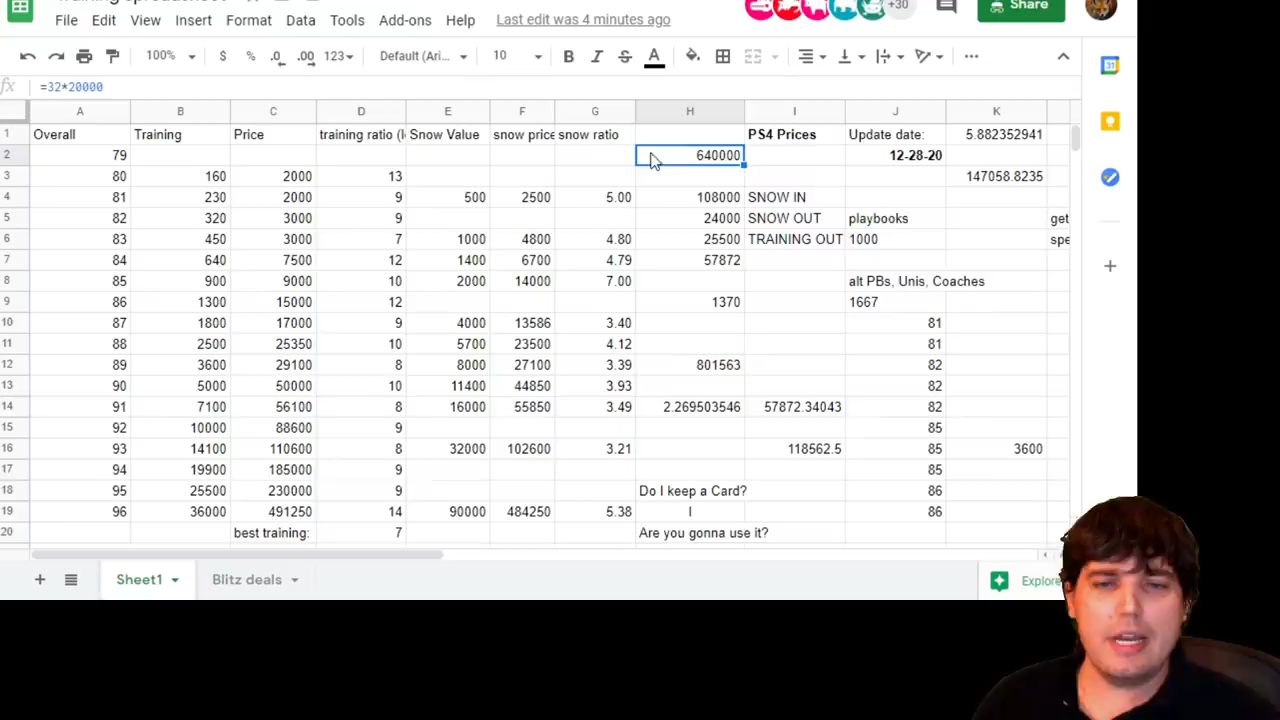 File Edit View Insert Format Data Tools Add-ons Help Last edit was 4 minutes ago +30 Share
100% $ % .0 .00 123 Default (Ari... 10 B I S A
fx =32*20000
A B C D E F G H I J K
1 Overall Training Price training ratio (l Snow Value snow price snow ratio PS4 Prices Update date: 5.882352941
2 79 640000 12-28-20
3 80 160 2000 13 147058.8235
4 81 230 2000 9 500 2500 5.00 108000 SNOW IN
5 82 320 3000 9 24000 SNOW OUT playbooks get
6 83 450 3000 7 1000 4800 4.80 25500 TRAINING OUT 1000 spe
7 84 640 7500 12 1400 6700 4.79 57872
8 85 900 9000 10 2000 14000 7.00 alt PBs, Unis, Coaches
9 86 1300 15000 12 1370 1667
10 87 1800 17000 9 4000 13586 3.40 81
11 88 2500 25350 10 5700 23500 4.12 81
12 89 3600 29100 8 8000 27100 3.39 801563 82
13 90 5000 50000 10 11400 44850 3.93 82
14 91 7100 56100 8 16000 55850 3.49 2.269503546 57872.34043 82
15 92 10000 88600 9 85
16 93 14100 110600 8 32000 102600 3.21 118562.5 85 3600
17 94 19900 185000 9 85
18 95 25500 230000 9 Do I keep a Card? 86
19 96 36000 491250 14 90000 484250 5.38 I 86
20 best training: 7 Are you gonna use it?
Sheet1 Blitz deals Explore